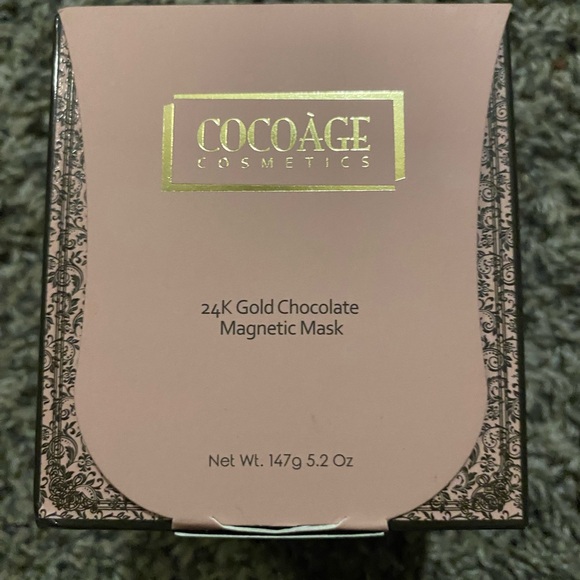 COCOÀGE
COSMETICS
24K Gold Chocolate
Magnetic Mask
Net Wt. 147g 5.2 Oz